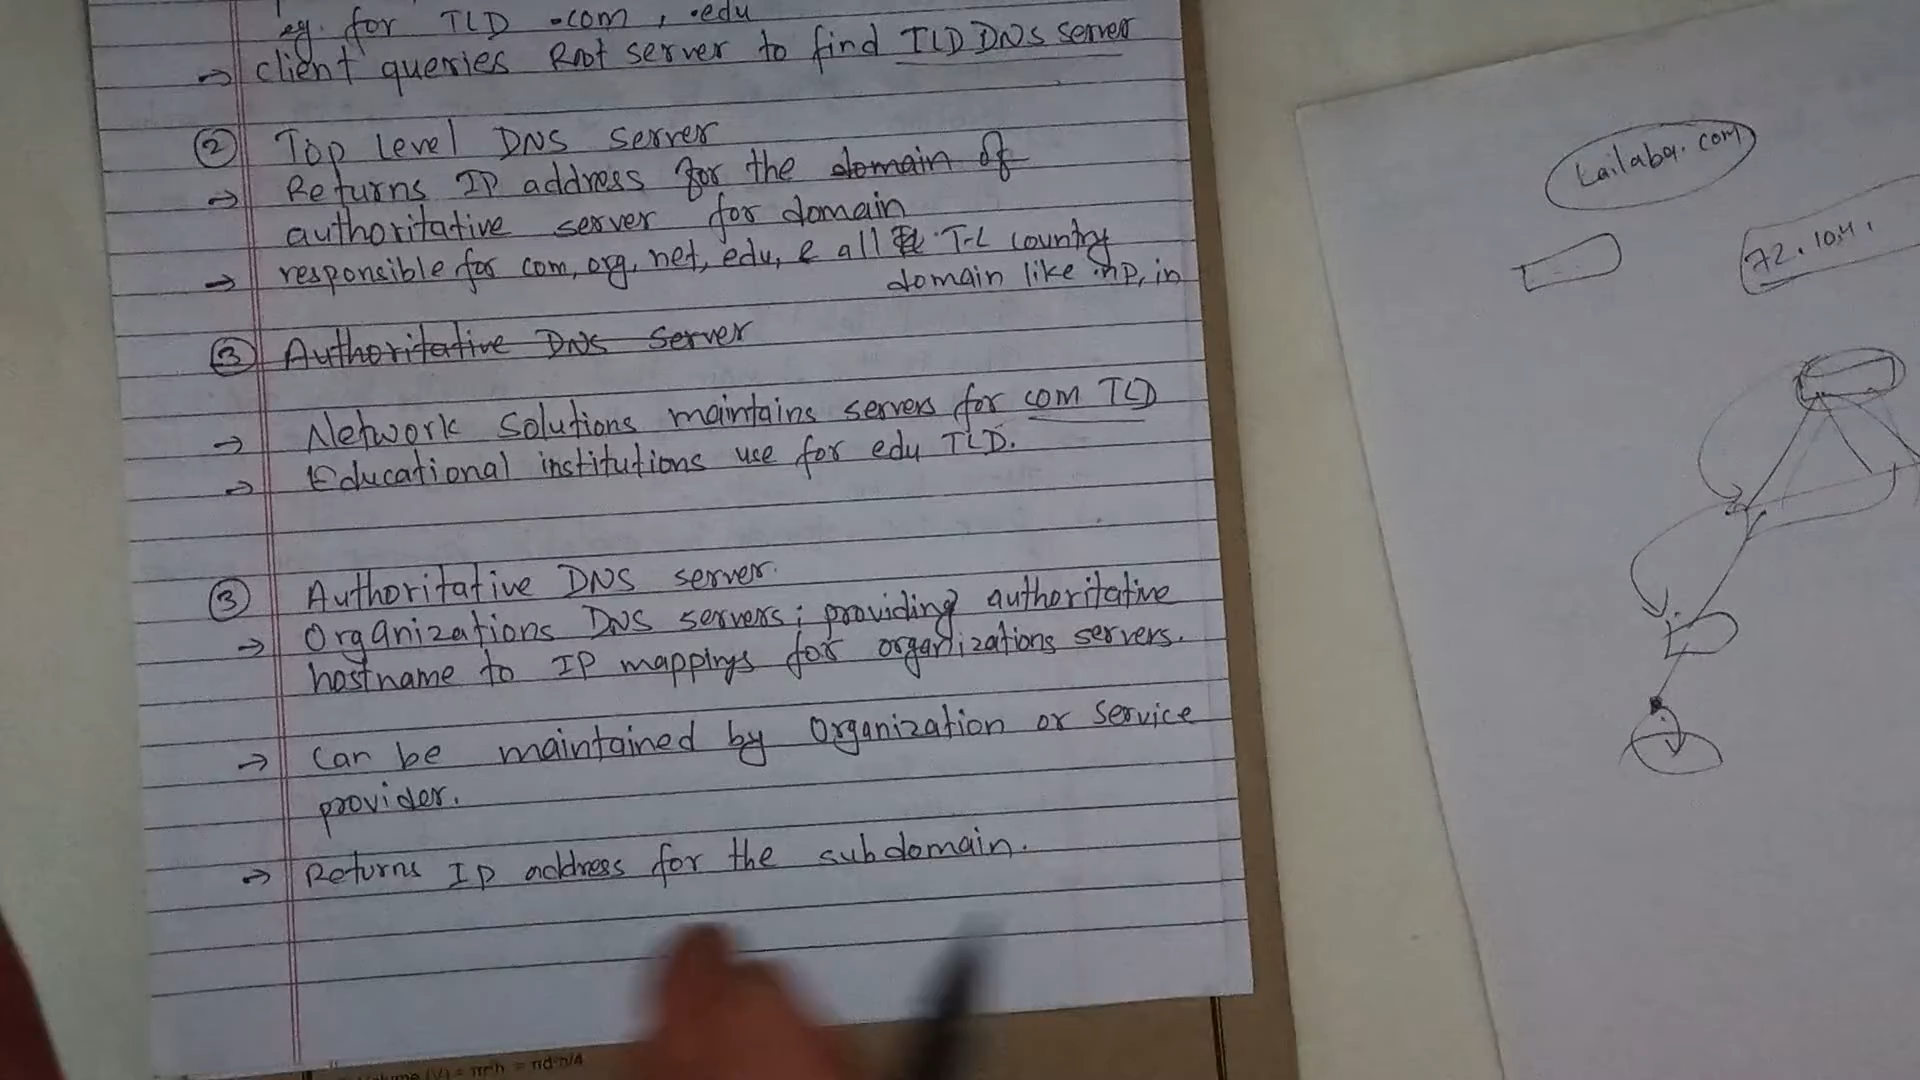 eg. for TLD .com, .edu
→ client queries Root server to find TLD DNS server
② Top Level DNS server
→ Returns IP address for the domain of
authoritative server for domain
→ responsible for com, org, net, edu, & all T-L country
domain like np, in
③ Authoritative DNS server
→ Network Solutions maintains servers for com TLD
→ Educational institutions use for edu TLD.
③ Authoritative DNS server.
→ Organizations DNS servers; providing authoritative
hostname to IP mappings for organizations servers.
→ Can be maintained by Organization or Service
provider.
→ Returns IP address for the subdomain.
kailaba.com
72.104.